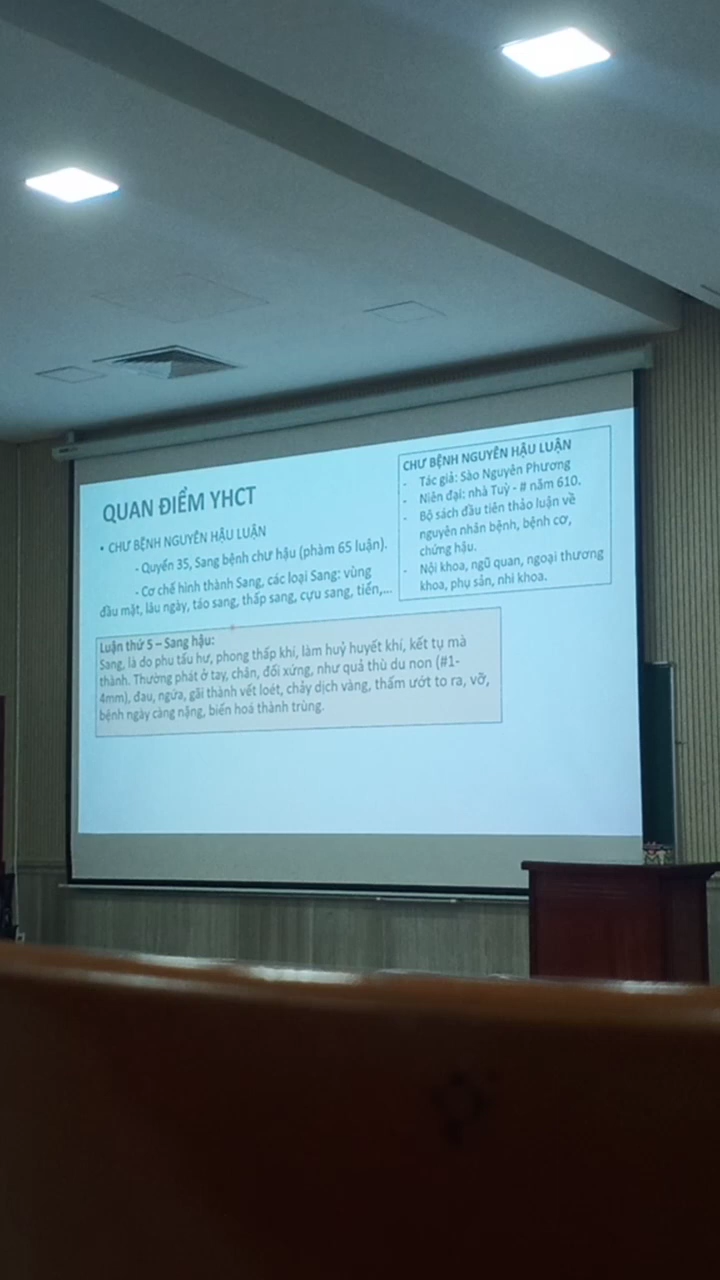 QUAN ĐIỂM YHCT
• CHƯ BỆNH NGUYÊN HẬU LUẬN
- Quyển 35, Sang bệnh chư hậu (phàm 65 luận).
- Cơ chế hình thành Sang, các loại Sang: vùng
đầu mặt, lâu ngày, táo sang, thấp sang, cựu sang, tiển,...
CHƯ BỆNH NGUYÊN HẬU LUẬN
- Tác giả: Sào Nguyên Phương
- Niên đại: nhà Tuỳ - # năm 610.
- Bộ sách đầu tiên thảo luận về
nguyên nhân bệnh, bệnh cơ,
chứng hậu.
- Nội khoa, ngũ quan, ngoại thương
khoa, phụ sản, nhi khoa.
Luận thứ 5 – Sang hậu:
Sang, là do phu tấu hư, phong thấp khí, làm huỷ huyết khí, kết tụ mà
thành. Thường phát ở tay, chân, đối xứng, như quả thù du non (#1-
4mm), đau, ngứa, gãi thành vết loét, chảy dịch vàng, thấm ướt to ra, vỡ,
bệnh ngày càng nặng, biến hoá thành trùng.